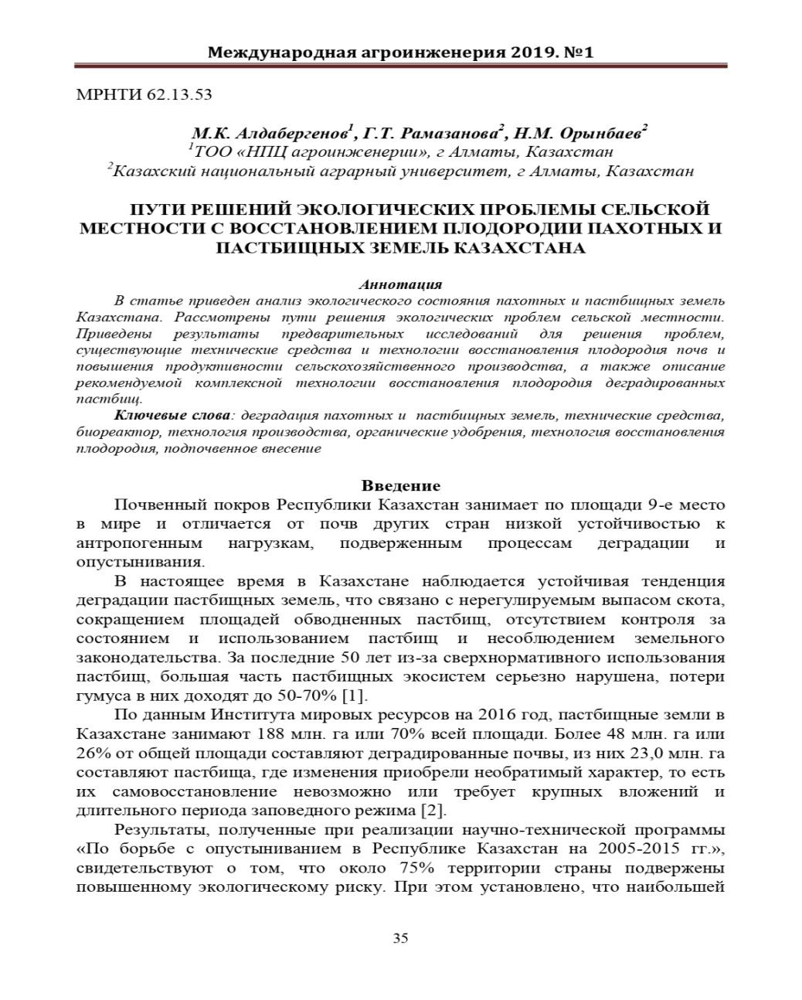 Международная агроинженерия 2019. №1
МРНТИ 62.13.53
М.К. Алдабергенов¹, Г.Т. Рамазанова², Н.М. Орынбаев²
¹ТОО «НПЦ агроинженерии», г Алматы, Казахстан
²Казахский национальный аграрный университет, г Алматы, Казахстан
ПУТИ РЕШЕНИЙ ЭКОЛОГИЧЕСКИХ ПРОБЛЕМЫ СЕЛЬСКОЙ
МЕСТНОСТИ С ВОССТАНОВЛЕНИЕМ ПЛОДОРОДИИ ПАХОТНЫХ И
ПАСТБИЩНЫХ ЗЕМЕЛЬ КАЗАХСТАНА
Аннотация
В статье приведен анализ экологического состояния пахотных и пастбищных земель
Казахстана. Рассмотрены пути решения экологических проблем сельской местности.
Приведены результаты предварительных исследований для решения проблем,
существующие технические средства и технологии восстановления плодородия почв и
повышения продуктивности сельскохозяйственного производства, а также описание
рекомендуемой комплексной технологии восстановления плодородия деградированных
пастбищ.
Ключевые слова: деградация пахотных и пастбищных земель, технические средства,
биореактор, технология производства, органические удобрения, технология восстановления
плодородия, подпочвенное внесение
Введение
Почвенный покров Республики Казахстан занимает по площади 9-е место
в мире и отличается от почв других стран низкой устойчивостью к
антропогенным нагрузкам, подверженным процессам деградации и
опустынивания.
В настоящее время в Казахстане наблюдается устойчивая тенденция
деградации пастбищных земель, что связано с нерегулируемым выпасом скота,
сокращением площадей обводненных пастбищ, отсутствием контроля за
состоянием и использованием пастбищ и несоблюдением земельного
законодательства. За последние 50 лет из-за сверхнормативного использования
пастбищ, большая часть пастбищных экосистем серьезно нарушена, потери
гумуса в них доходят до 50-70% [1].
По данным Института мировых ресурсов на 2016 год, пастбищные земли в
Казахстане занимают 188 млн. га или 70% всей площади. Более 48 млн. га или
26% от общей площади составляют деградированные почвы, из них 23,0 млн. га
составляют пастбища, где изменения приобрели необратимый характер, то есть
их самовосстановление невозможно или требует крупных вложений и
длительного периода заповедного режима [2].
Результаты, полученные при реализации научно-технической программы
«По борьбе с опустыниванием в Республике Казахстан на 2005-2015 гг.»,
свидетельствуют о том, что около 75% территории страны подвержены
повышенному экологическому риску. При этом установлено, что наибольшей
35